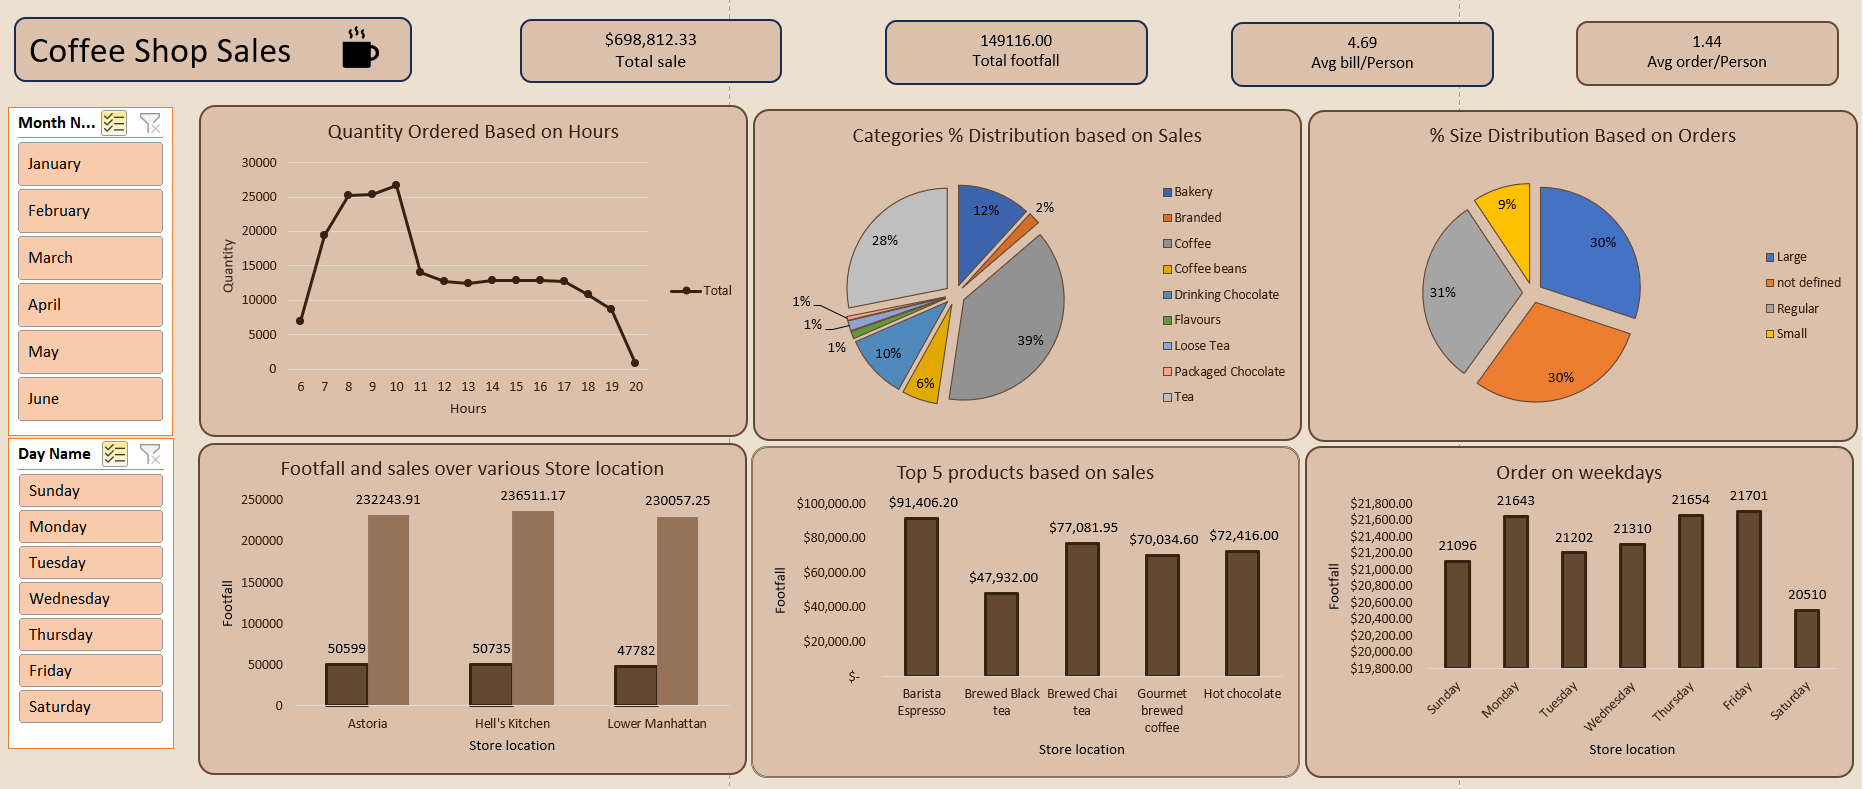 Coffee Shop Sales
$698,812.33
Total sale
149116.00
Total footfall
4.69
Avg bill/Person
1.44
Avg order/Person
Month N...
January
February
March
April
May
June
Day Name
Sunday
Monday
Tuesday
Wednesday
Thursday
Friday
Saturday
Quantity Ordered Based on Hours
30000
25000
20000
15000
10000
5000
0
Quantity
6 7 8 9 10 11 12 13 14 15 16 17 18 19 20
Hours
Total
Categories % Distribution based on Sales
12%
2%
39%
6%
10%
1%
1%
1%
28%
Bakery
Branded
Coffee
Coffee beans
Drinking Chocolate
Flavours
Loose Tea
Packaged Chocolate
Tea
% Size Distribution Based on Orders
30%
30%
31%
9%
Large
not defined
Regular
Small
Footfall and sales over various Store location
250000
200000
150000
100000
50000
0
Footfall
232243.91
236511.17
230057.25
50599
50735
47782
Astoria
Hell's Kitchen
Lower Manhattan
Store location
Top 5 products based on sales
$100,000.00
$80,000.00
$60,000.00
$40,000.00
$20,000.00
$-
Footfall
$91,406.20
$47,932.00
$77,081.95
$70,034.60
$72,416.00
Barista
Espresso
Brewed Black
tea
Brewed Chai
tea
Gourmet
brewed
coffee
Hot chocolate
Store location
Order on weekdays
$21,800.00
$21,600.00
$21,400.00
$21,200.00
$21,000.00
$20,800.00
$20,600.00
$20,400.00
$20,200.00
$20,000.00
$19,800.00
Footfall
21096
21643
21202
21310
21654
21701
20510
Sunday
Monday
Tuesday
Wednesday
Thursday
Friday
Saturday
Store location